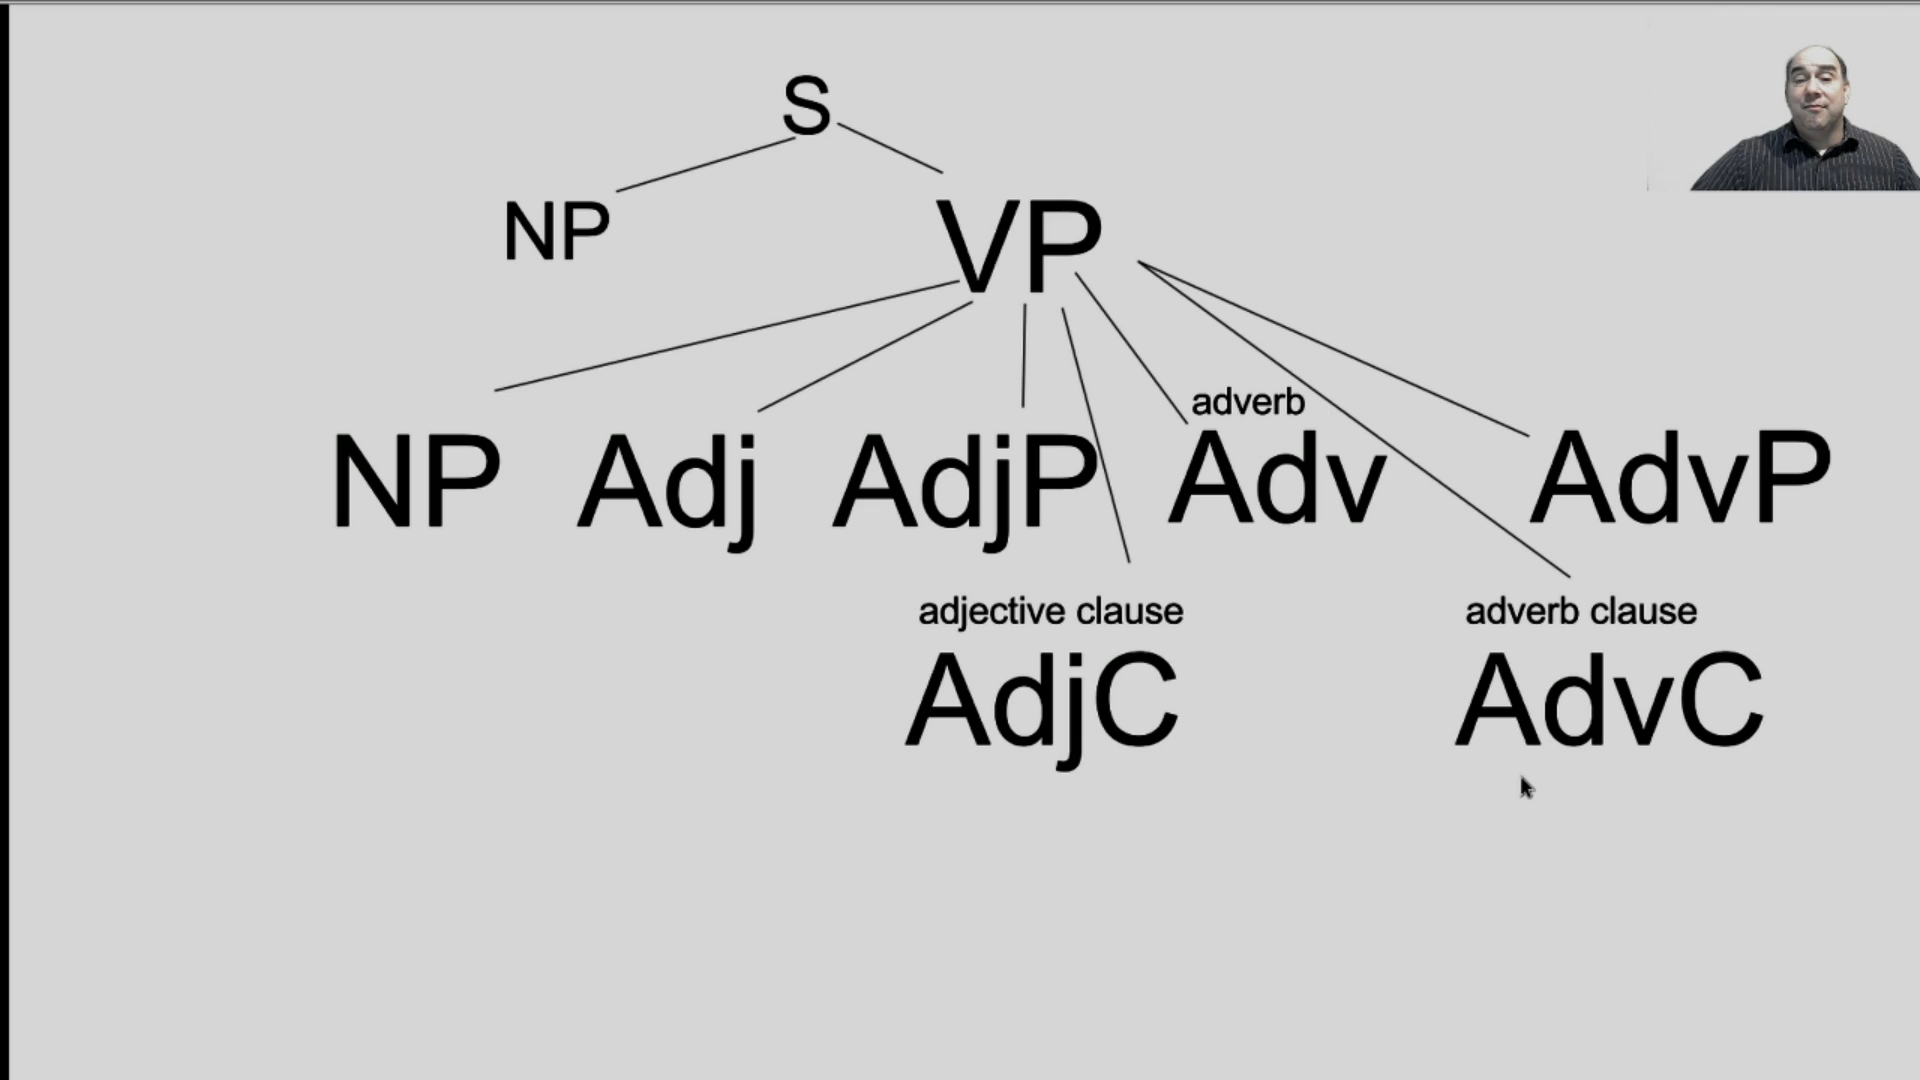 S
NP
VP
adverb
NP Adj AdjP Adv AdvP
adjective clause
adverb clause
AdjC
AdvC